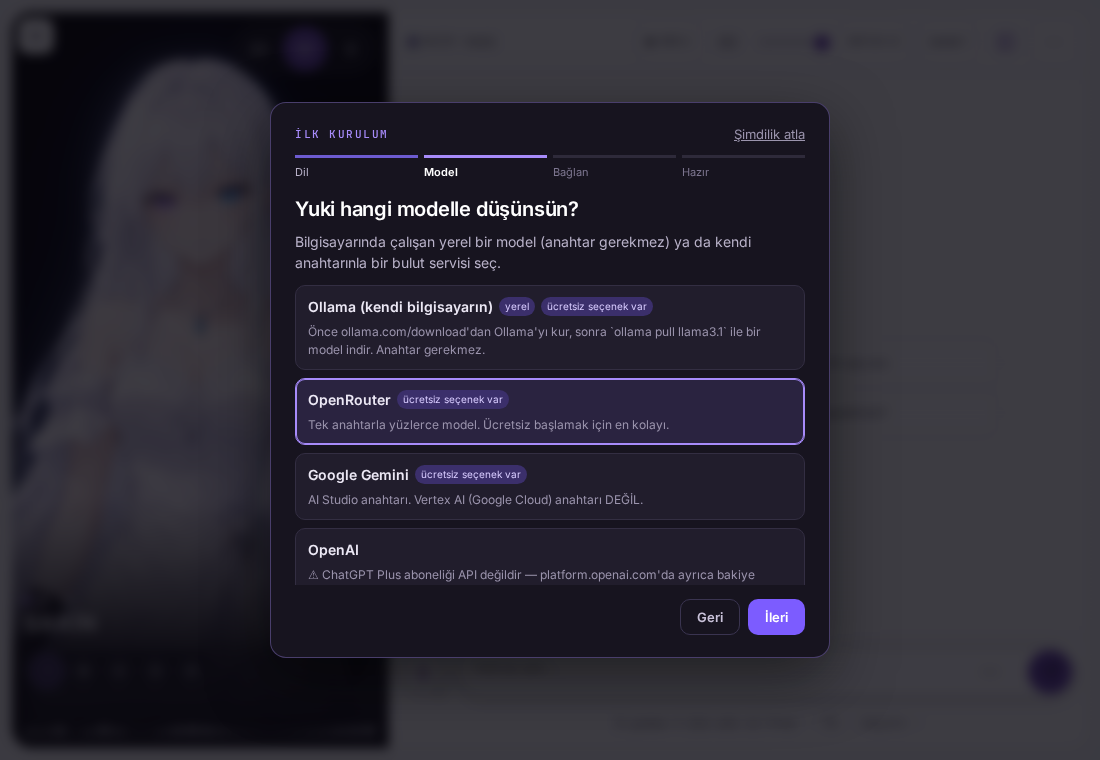 İLK KURULUM
Şimdilik atla
Dil
Model
Bağlan
Hazır
Yuki hangi modelle düşünsün?
Bilgisayarında çalışan yerel bir model (anahtar gerekmez) ya da kendi
anahtarınla bir bulut servisi seç.
Ollama (kendi bilgisayarın) yerel ücretsiz seçenek var
Önce ollama.com/download'dan Ollama'yı kur, sonra `ollama pull llama3.1` ile bir
model indir. Anahtar gerekmez.
OpenRouter ücretsiz seçenek var
Tek anahtarla yüzlerce model. Ücretsiz başlamak için en kolayı.
Google Gemini ücretsiz seçenek var
AI Studio anahtarı. Vertex AI (Google Cloud) anahtarı DEĞİL.
OpenAI
⚠ ChatGPT Plus aboneliği API değildir — platform.openai.com'da ayrıca bakiye
Geri
İleri